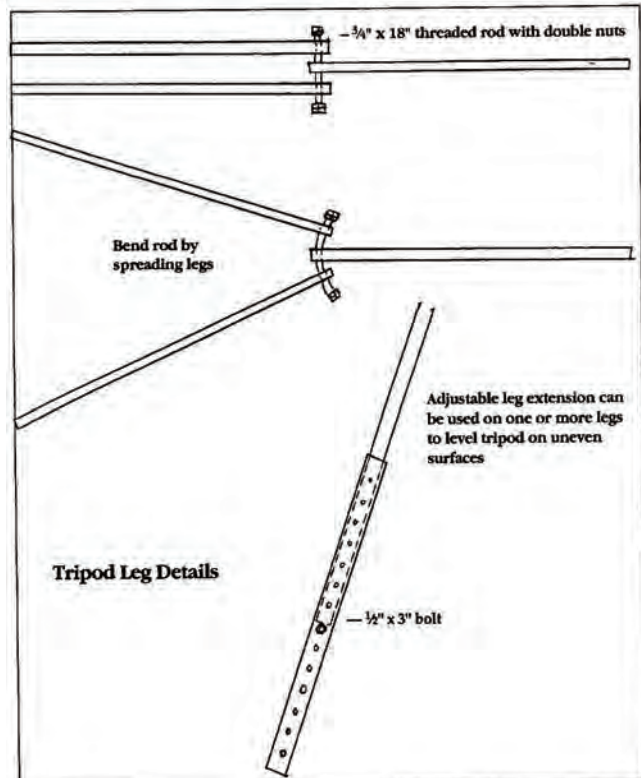 — ¾" x 18" threaded rod with double nuts
Bend rod by
spreading legs
Adjustable leg extension can
be used on one or more legs
to level tripod on uneven
surfaces
Tripod Leg Details
— ½" x 3" bolt